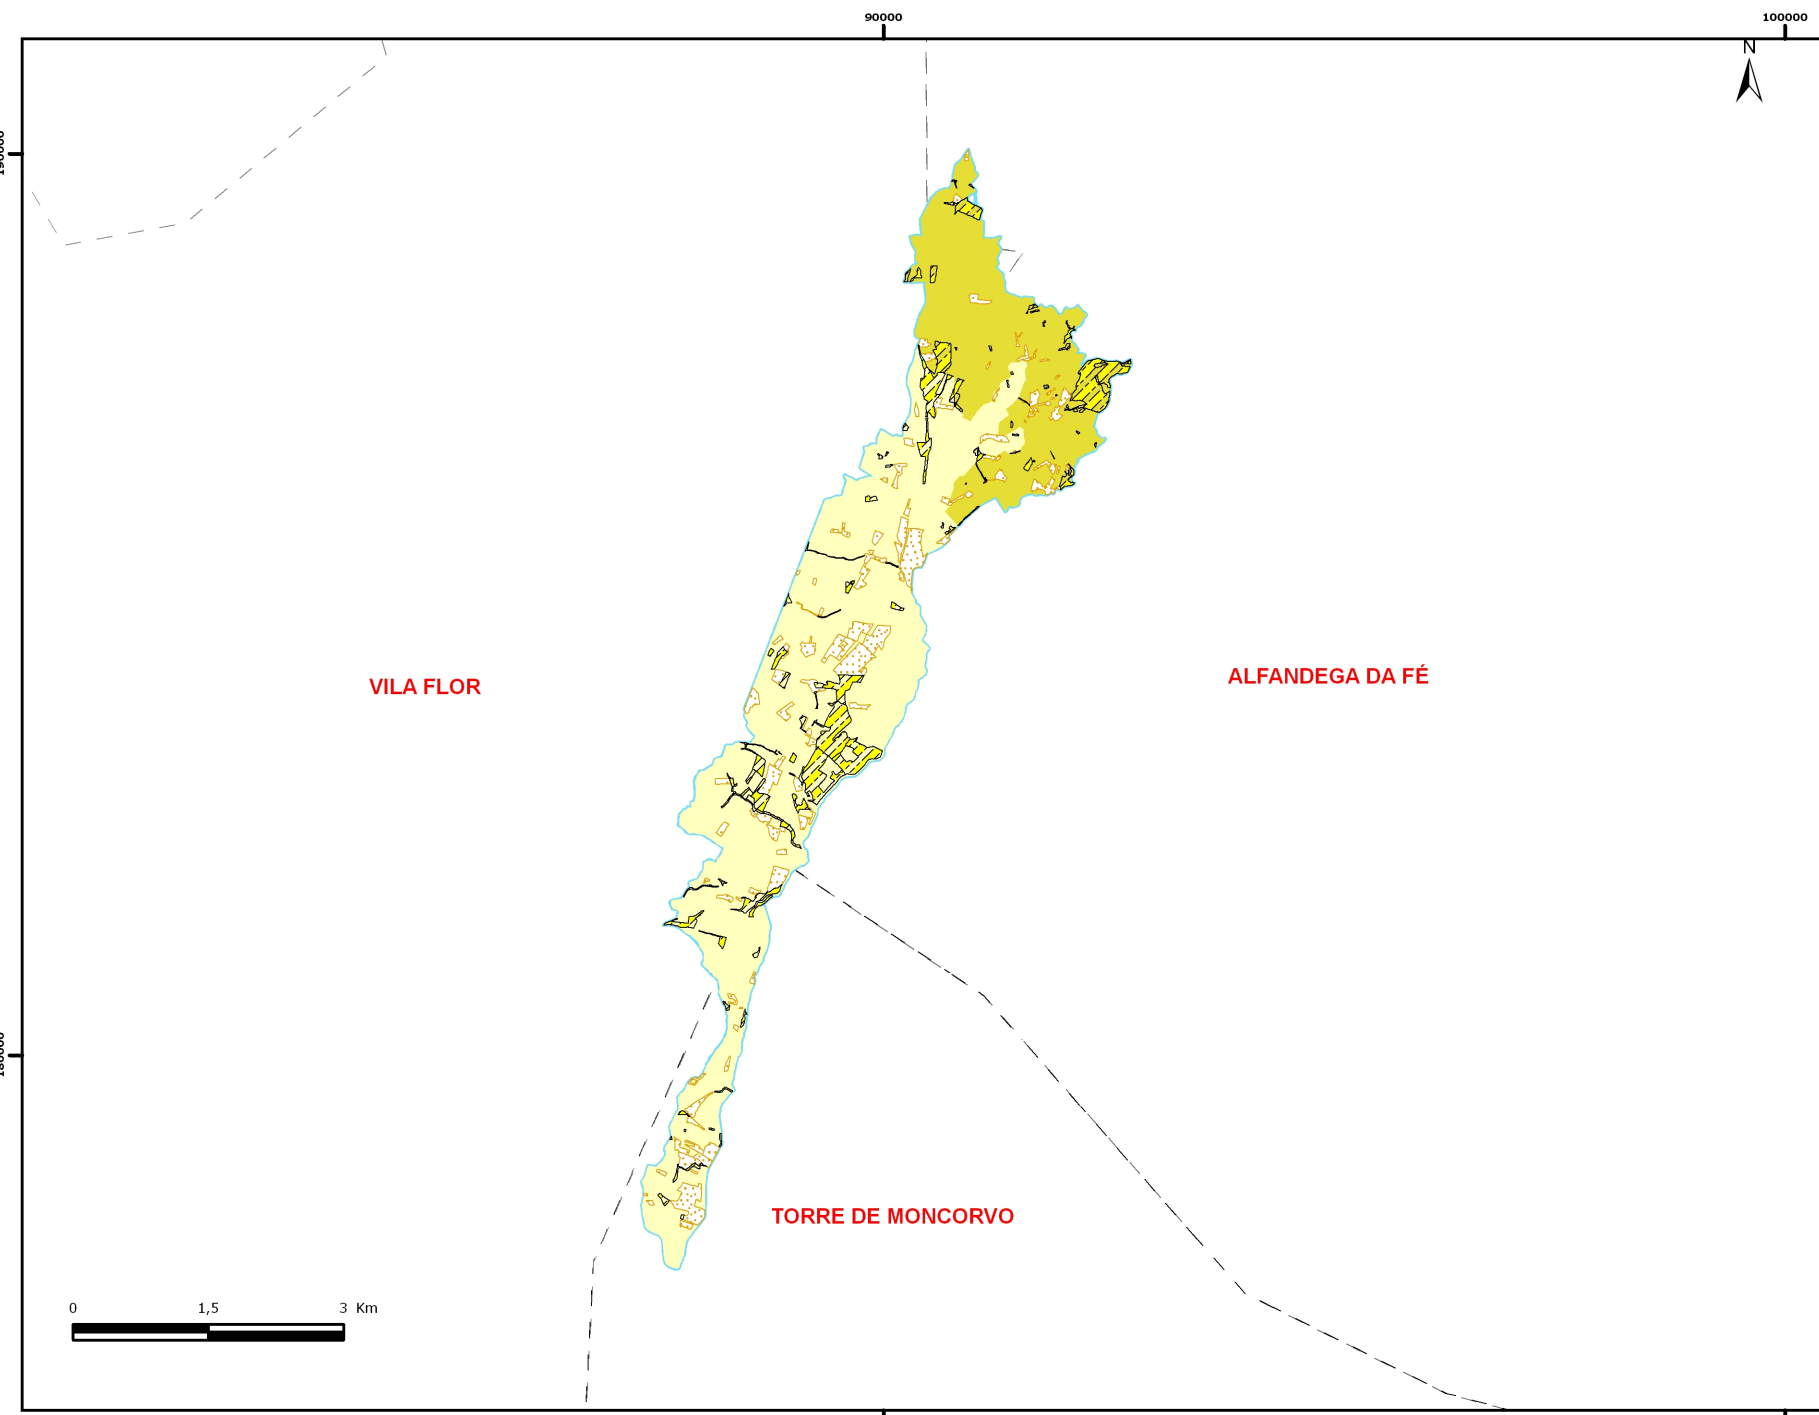 90000
100000
N
VILA FLOR
ALFANDEGA DA FÉ
TORRE DE MONCORVO
0 1,5 3 Km